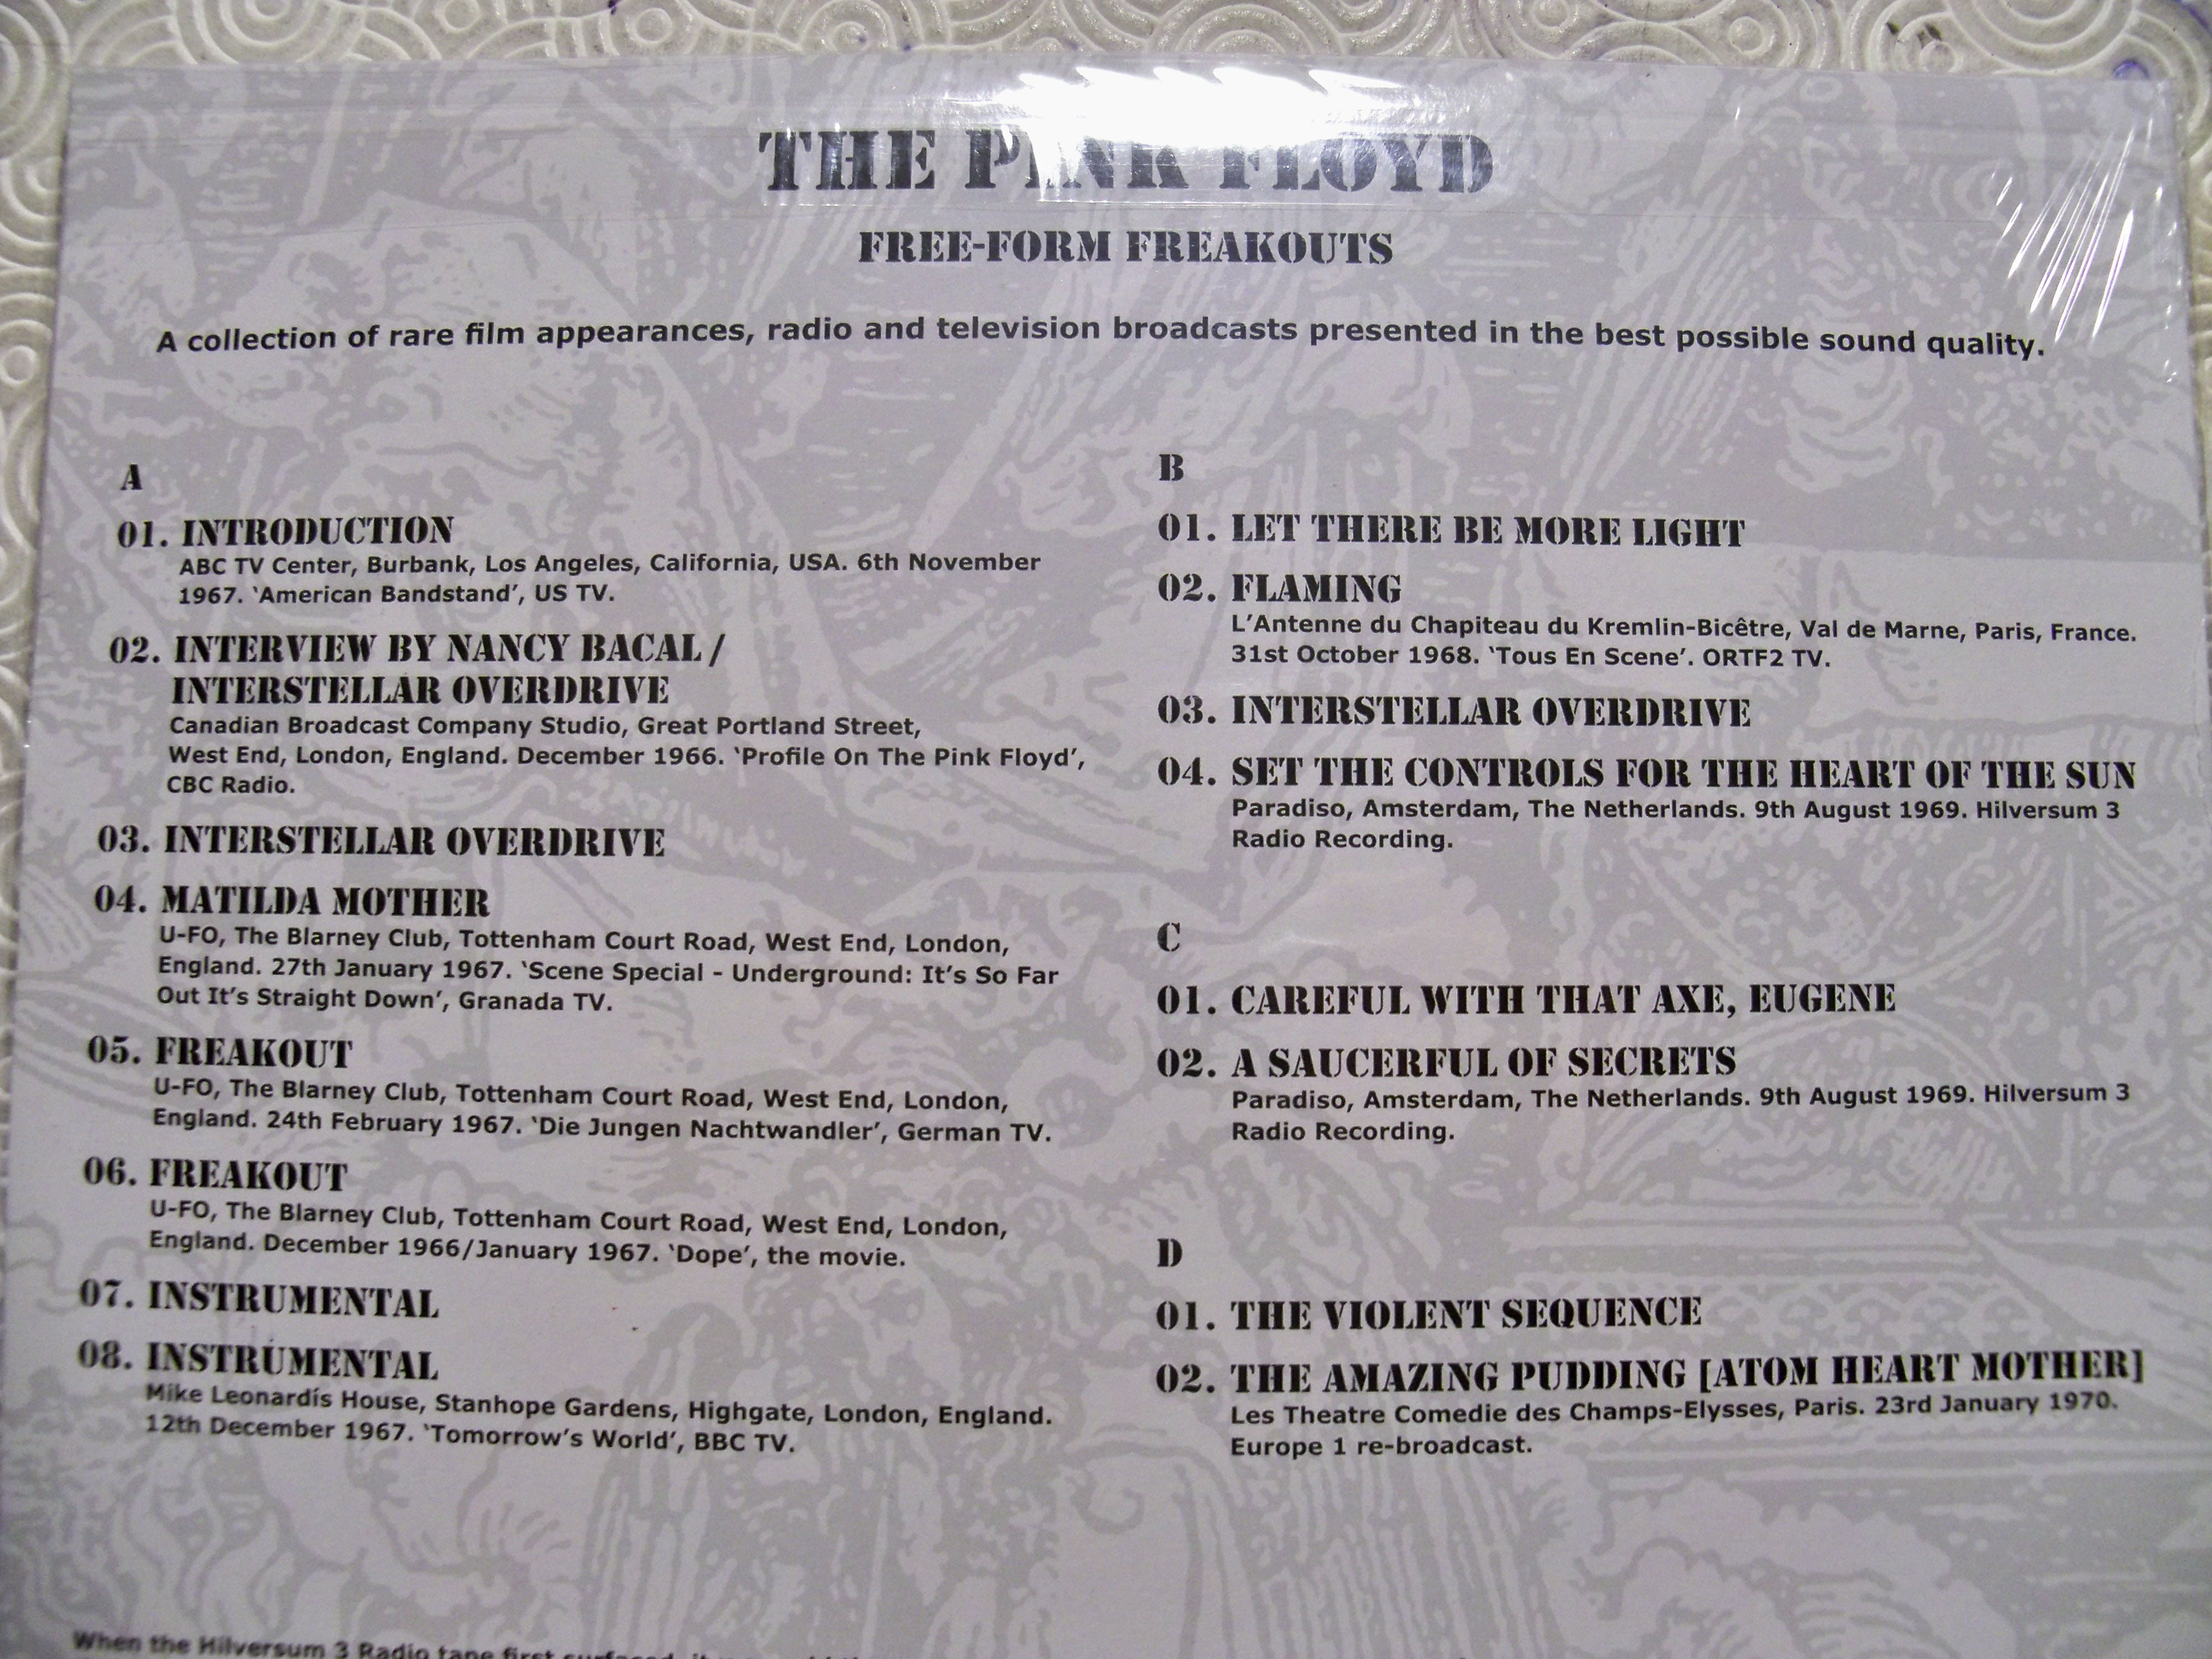 THE PINK FLOYD
FREE-FORM FREAKOUTS
A collection of rare film appearances, radio and television broadcasts presented in the best possible sound quality.
A
01. INTRODUCTION
ABC TV Center, Burbank, Los Angeles, California, USA. 6th November
1967. ‘American Bandstand’, US TV.
02. INTERVIEW BY NANCY BACAL /
INTERSTELLAR OVERDRIVE
Canadian Broadcast Company Studio, Great Portland Street,
West End, London, England. December 1966. ‘Profile On The Pink Floyd’,
CBC Radio.
03. INTERSTELLAR OVERDRIVE
04. MATILDA MOTHER
U-FO, The Blarney Club, Tottenham Court Road, West End, London,
England. 27th January 1967. ‘Scene Special - Underground: It’s So Far
Out It’s Straight Down’, Granada TV.
05. FREAKOUT
U-FO, The Blarney Club, Tottenham Court Road, West End, London,
England. 24th February 1967. ‘Die Jungen Nachtwandler’, German TV.
06. FREAKOUT
U-FO, The Blarney Club, Tottenham Court Road, West End, London,
England. December 1966/January 1967. ‘Dope’, the movie.
07. INSTRUMENTAL
08. INSTRUMENTAL
Mike Leonardís House, Stanhope Gardens, Highgate, London, England.
12th December 1967. ‘Tomorrow’s World’, BBC TV.
B
01. LET THERE BE MORE LIGHT
02. FLAMING
L’Antenne du Chapiteau du Kremlin-Bicêtre, Val de Marne, Paris, France.
31st October 1968. ‘Tous En Scene’. ORTF2 TV.
03. INTERSTELLAR OVERDRIVE
04. SET THE CONTROLS FOR THE HEART OF THE SUN
Paradiso, Amsterdam, The Netherlands. 9th August 1969. Hilversum 3
Radio Recording.
C
01. CAREFUL WITH THAT AXE, EUGENE
02. A SAUCERFUL OF SECRETS
Paradiso, Amsterdam, The Netherlands. 9th August 1969. Hilversum 3
Radio Recording.
D
01. THE VIOLENT SEQUENCE
02. THE AMAZING PUDDING [ATOM HEART MOTHER]
Les Theatre Comedie des Champs-Elysses, Paris. 23rd January 1970.
Europe 1 re-broadcast.
When the Hilversum 3 Radio tape first surfaced,